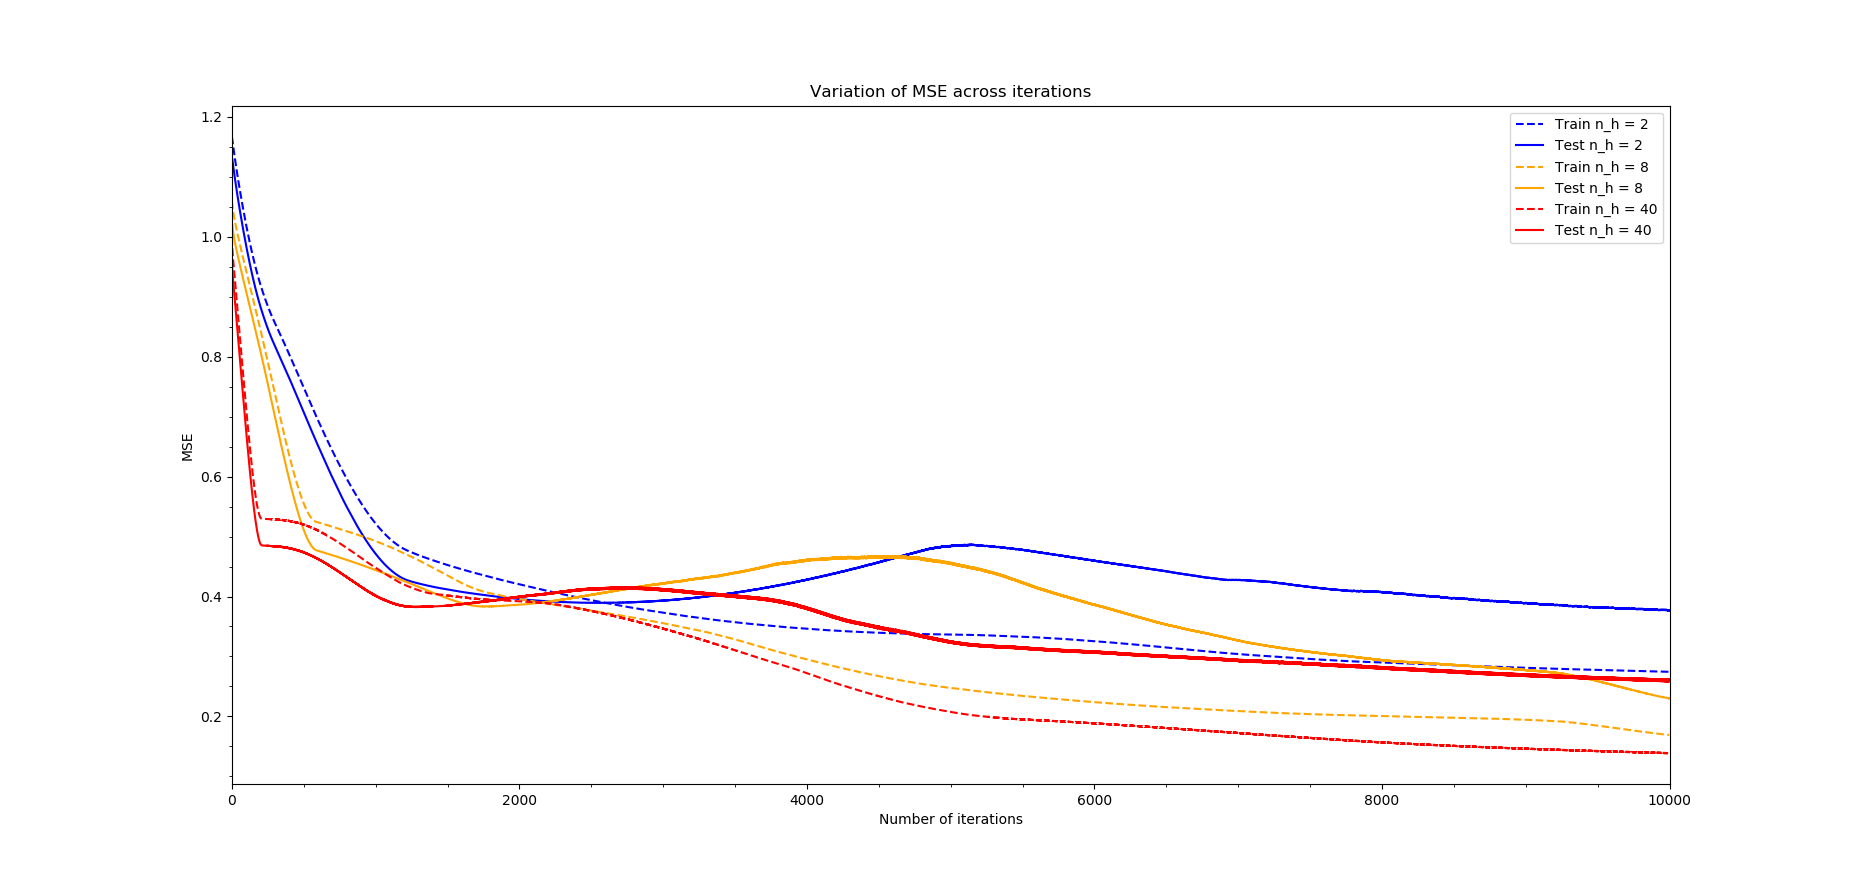 Variation of MSE across iterations
1.2
1.0
0.8
0.6
0.4
0.2
MSE
Train n_h = 2
Test n_h = 2
Train n_h = 8
Test n_h = 8
Train n_h = 40
Test n_h = 40
0 2000 4000 6000 8000 10000
Number of iterations